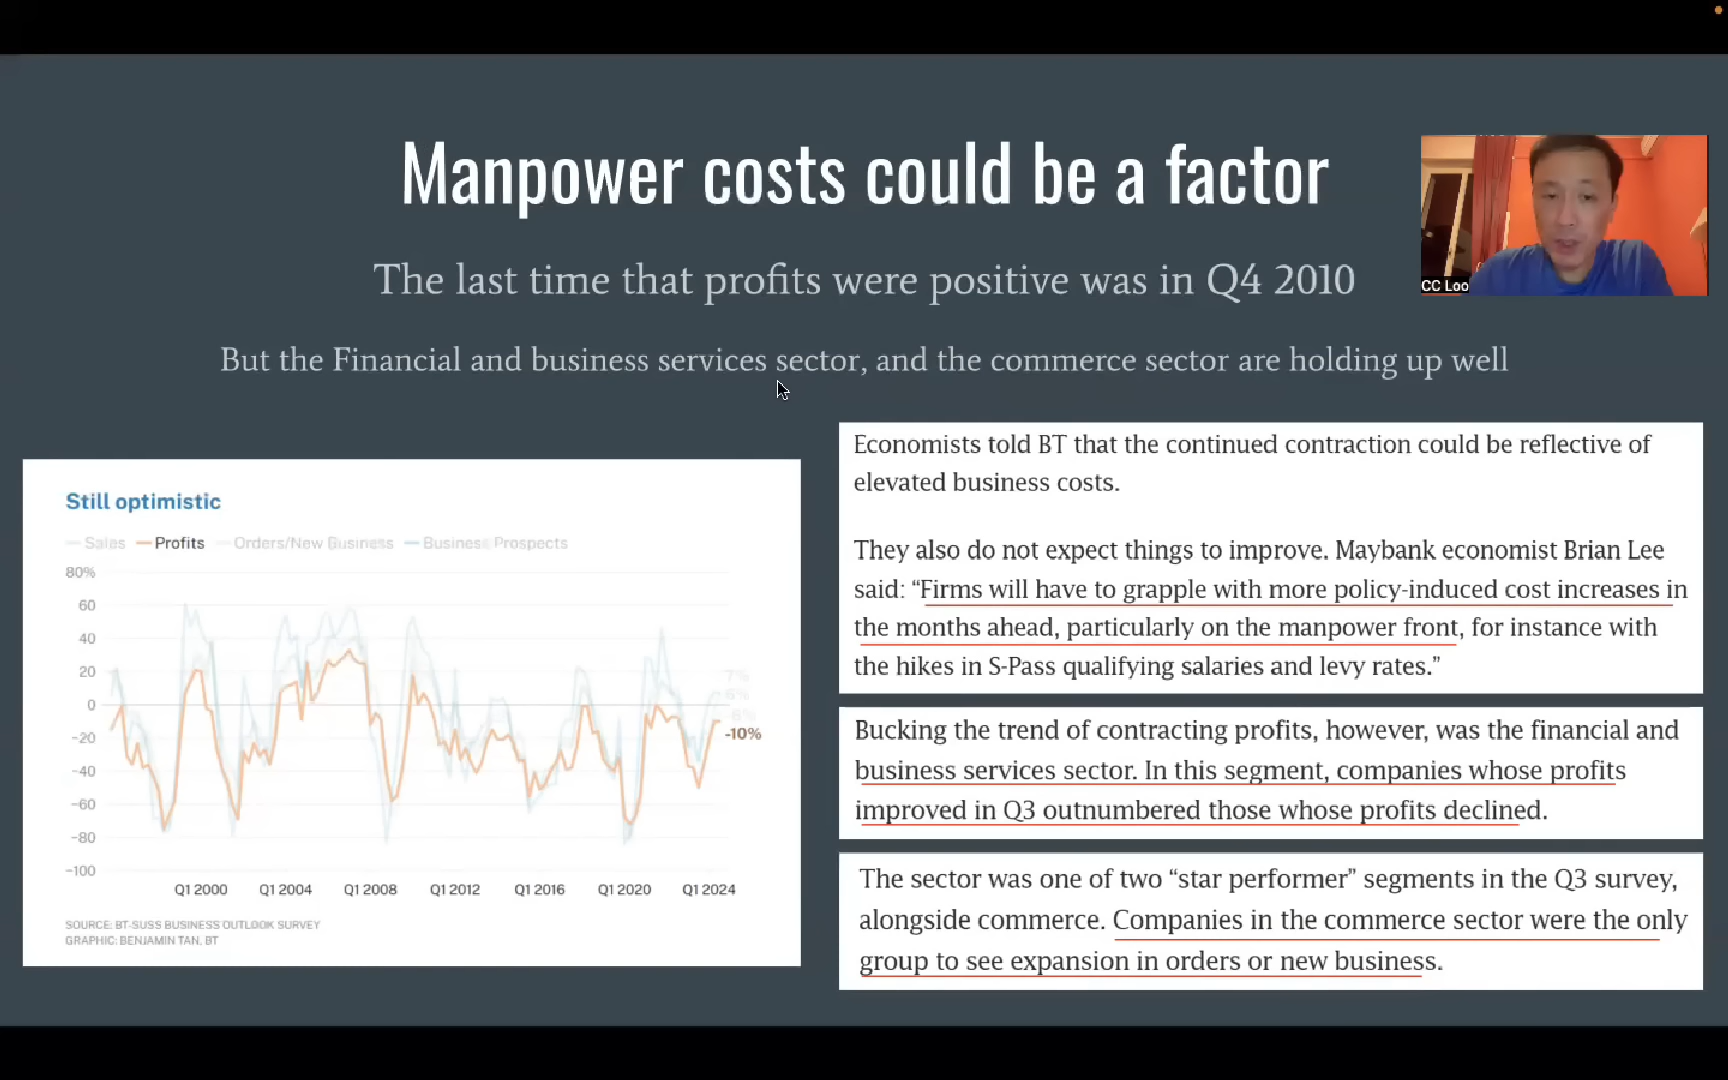 Manpower costs could be a factor
The last time that profits were positive was in Q4 2010
But the Financial and business services sector, and the commerce sector are holding up well
CC Loo
Still optimistic
Sales Profits Orders/New Business Business Prospects
80%
60
40
20
0
-20
-40
-60
-80
-100
7%
6%
-6%
-10%
Q1 2000 Q1 2004 Q1 2008 Q1 2012 Q1 2016 Q1 2020 Q1 2024
SOURCE: BT-SUSS BUSINESS OUTLOOK SURVEY
GRAPHIC: BENJAMIN TAN, BT
Economists told BT that the continued contraction could be reflective of
elevated business costs.
They also do not expect things to improve. Maybank economist Brian Lee
said: “Firms will have to grapple with more policy-induced cost increases in
the months ahead, particularly on the manpower front, for instance with
the hikes in S-Pass qualifying salaries and levy rates.”
Bucking the trend of contracting profits, however, was the financial and
business services sector. In this segment, companies whose profits
improved in Q3 outnumbered those whose profits declined.
The sector was one of two “star performer” segments in the Q3 survey,
alongside commerce. Companies in the commerce sector were the only
group to see expansion in orders or new business.